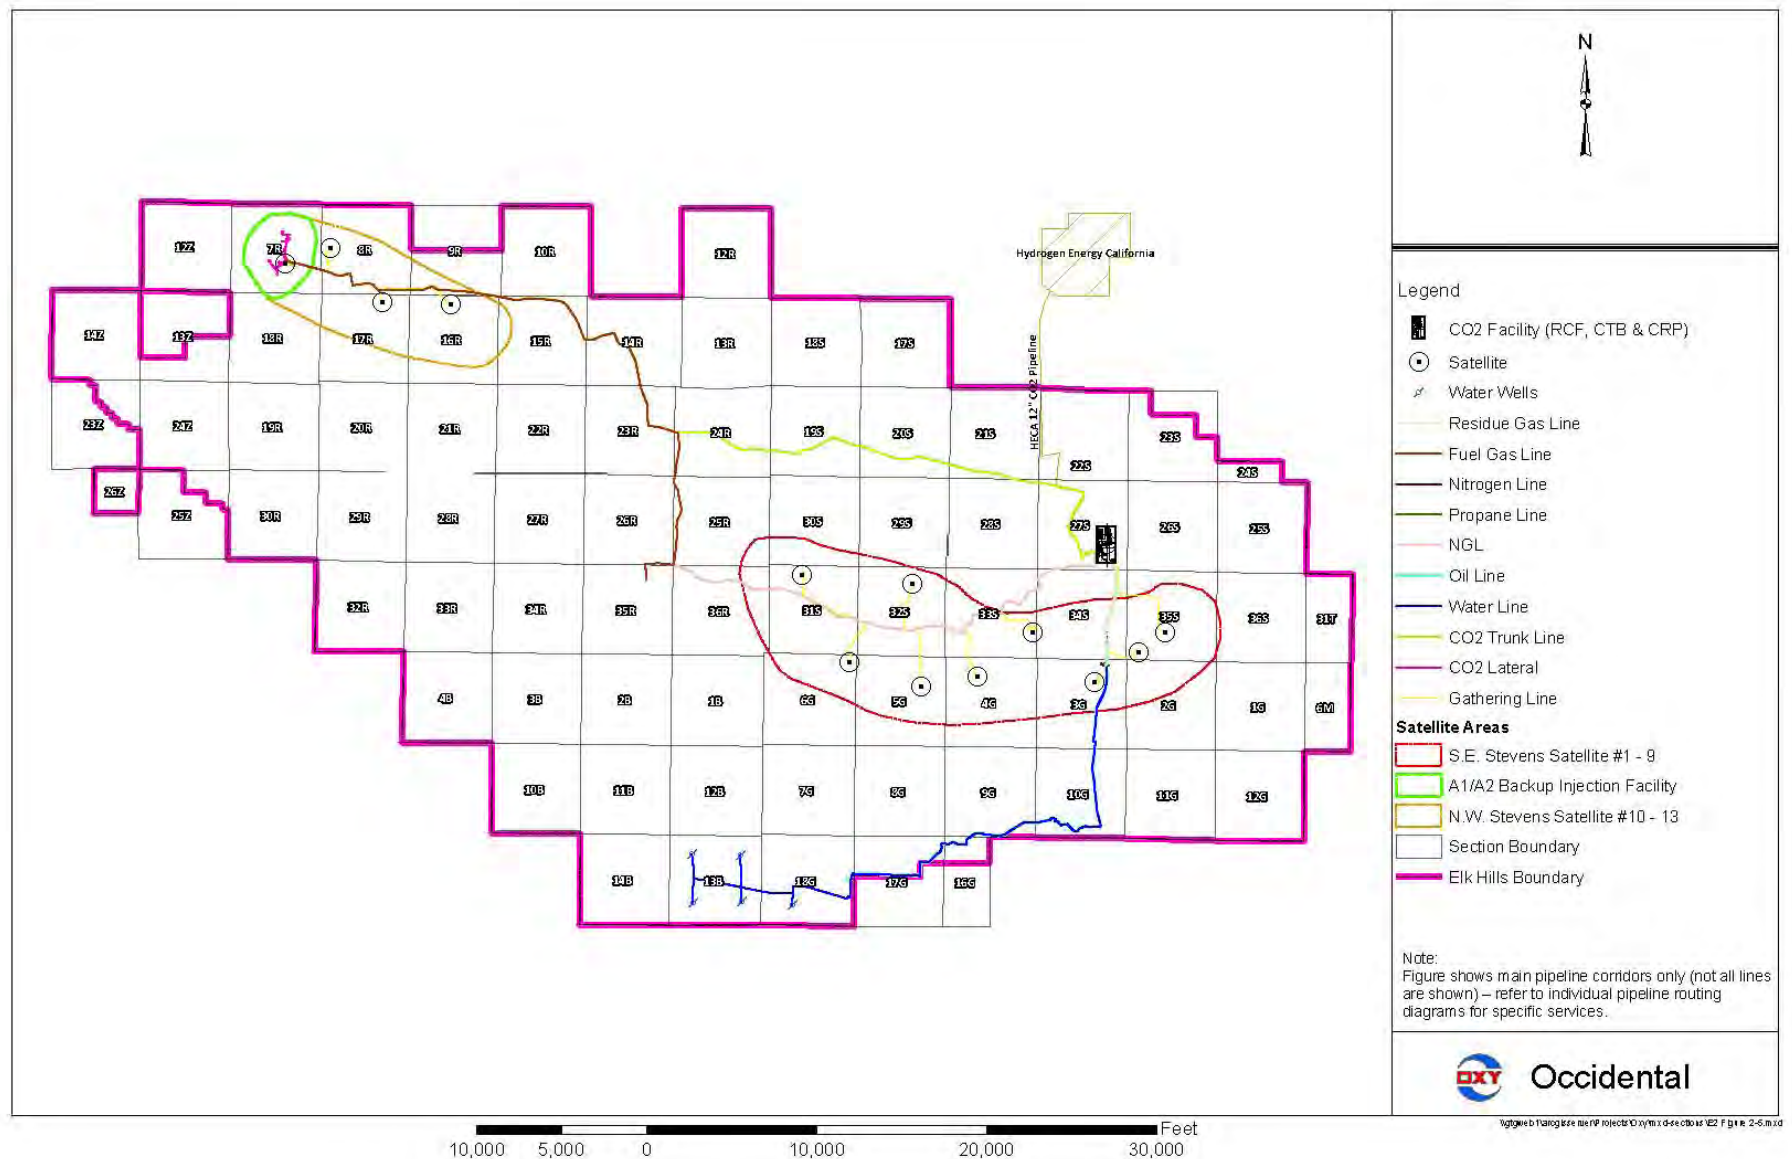 N
Hydrogen Energy California
HECA 12" CO2 Pipeline
12Z
7R
8R
9R
10R
12R
14Z
13Z
18R
17R
16R
15R
14R
13R
18S
17S
23Z
24Z
19R
20R
21R
22R
23R
24R
19S
20S
21S
22S
23S
24S
26Z
25Z
30R
29R
28R
27R
26R
25R
30S
29S
28S
27S
26S
25S
32R
33R
34R
35R
36R
31S
32S
33S
34S
35S
36S
31T
4B
3B
2B
1B
6G
5G
4G
3G
2G
1G
6M
10B
11B
12B
7G
8G
9G
10G
11G
12G
14B
13B
18G
17G
16G
Legend
CO2 Facility (RCF, CTB & CRP)
Satellite
Water Wells
Residue Gas Line
Fuel Gas Line
Nitrogen Line
Propane Line
NGL
Oil Line
Water Line
CO2 Trunk Line
CO2 Lateral
Gathering Line
Satellite Areas
S.E. Stevens Satellite #1 - 9
A1/A2 Backup Injection Facility
N.W. Stevens Satellite #10 - 13
Section Boundary
Elk Hills Boundary
Note:
Figure shows main pipeline corridors only (not all lines
are shown) – refer to individual pipeline routing
diagrams for specific services.
OXY
Occidental
Feet
10,000 5,000 0 10,000 20,000 30,000